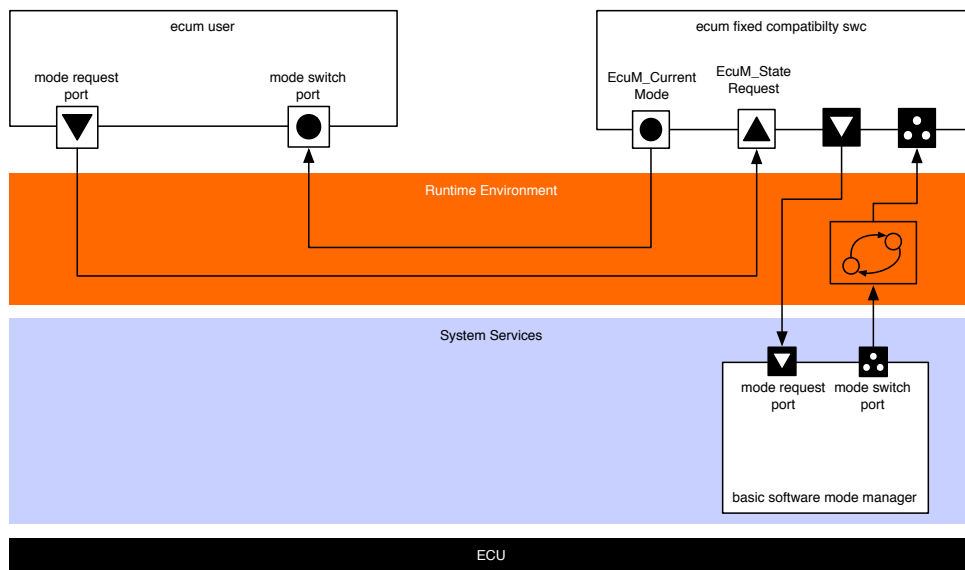 ecum user
ecum fixed compatibilty swc
mode request
port
mode switch
port
EcuM_Current
Mode
EcuM_State
Request
Runtime Environment
System Services
mode request
port
mode switch
port
basic software mode manager
ECU